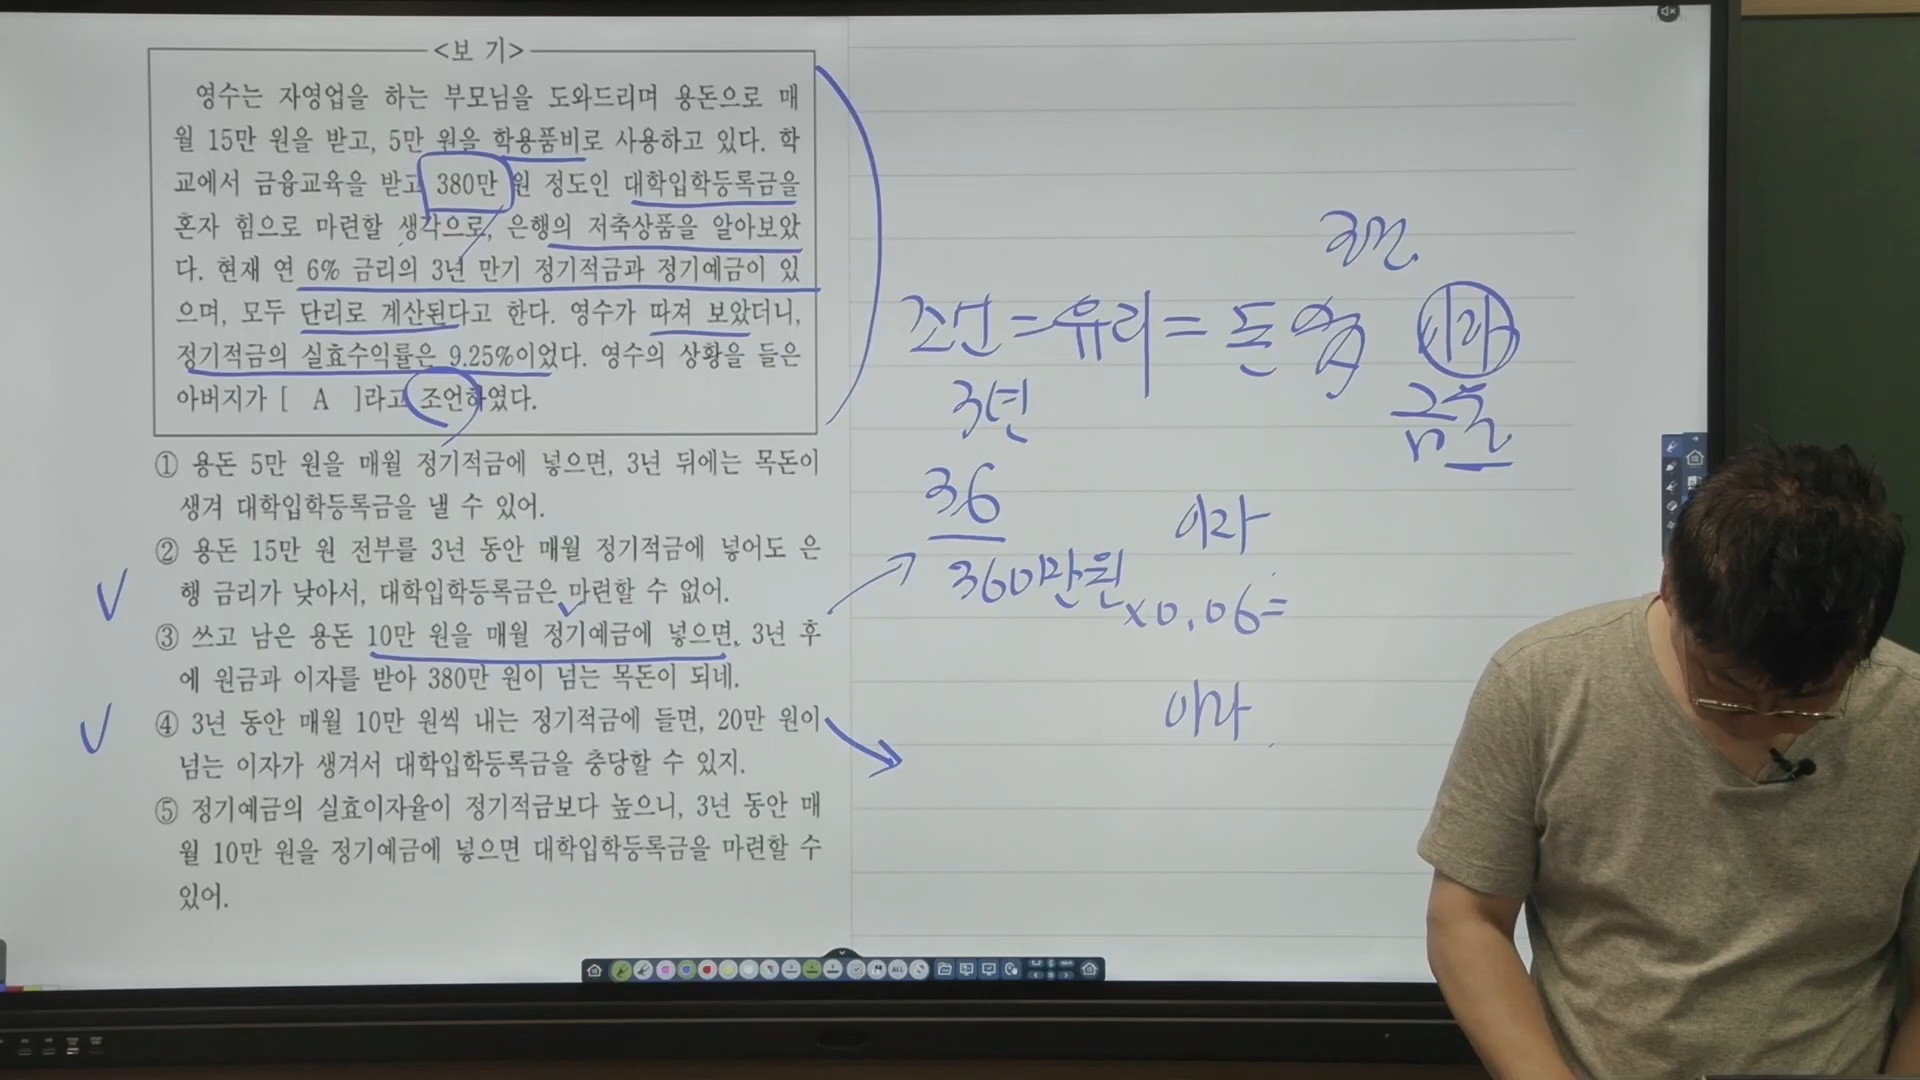 <보 기>
영수는 자영업을 하는 부모님을 도와드리며 용돈으로 매
월 15만 원을 받고, 5만 원을 학용품비로 사용하고 있다. 학
교에서 금융교육을 받고 380만 원 정도인 대학입학등록금을
혼자 힘으로 마련할 생각으로, 은행의 저축상품을 알아보았
다. 현재 연 6% 금리의 3년 만기 정기적금과 정기예금이 있
으며, 모두 단리로 계산된다고 한다. 영수가 따져 보았더니,
정기적금의 실효수익률은 9.25%이었다. 영수의 상황을 들은
아버지가 [ A ]라고 조언하였다.
① 용돈 5만 원을 매월 정기적금에 넣으면, 3년 뒤에는 목돈이
생겨 대학입학등록금을 낼 수 있어.
② 용돈 15만 원 전부를 3년 동안 매월 정기적금에 넣어도 은
행 금리가 낮아서, 대학입학등록금은 마련할 수 없어.
③ 쓰고 남은 용돈 10만 원을 매월 정기예금에 넣으면, 3년 후
에 원금과 이자를 받아 380만 원이 넘는 목돈이 되네.
④ 3년 동안 매월 10만 원씩 내는 정기적금에 들면, 20만 원이
넘는 이자가 생겨서 대학입학등록금을 충당할 수 있지.
⑤ 정기예금의 실효이자율이 정기적금보다 높으니, 3년 동안 매
월 10만 원을 정기예금에 넣으면 대학입학등록금을 마련할 수
있어.
조언=유리=돈
이자
3년
36
360만원
×0.06=
이자
이자
ALL